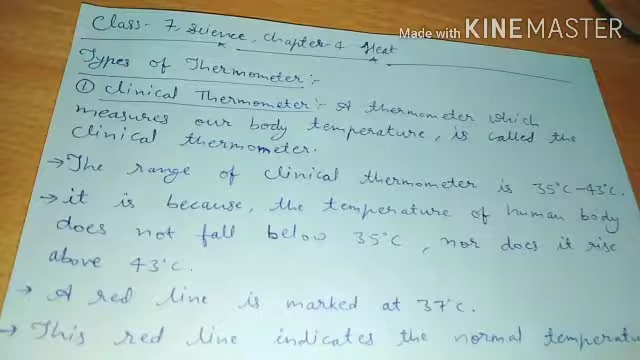 Made with KINEMASTER
Class- 7, Science, Chapter-4 Heat
Types of Thermometer:-
① Clinical Thermometer:- A thermometer which
measures our body temperature, is called the
clinical thermometer.
→ The range of clinical thermometer is 35°C-43°C.
→ it is because, the temperature of human body
does not fall below 35°C, nor does it rise
above 43°C.
→ A red line is marked at 37°C.
→ This red line indicates the normal temperatu